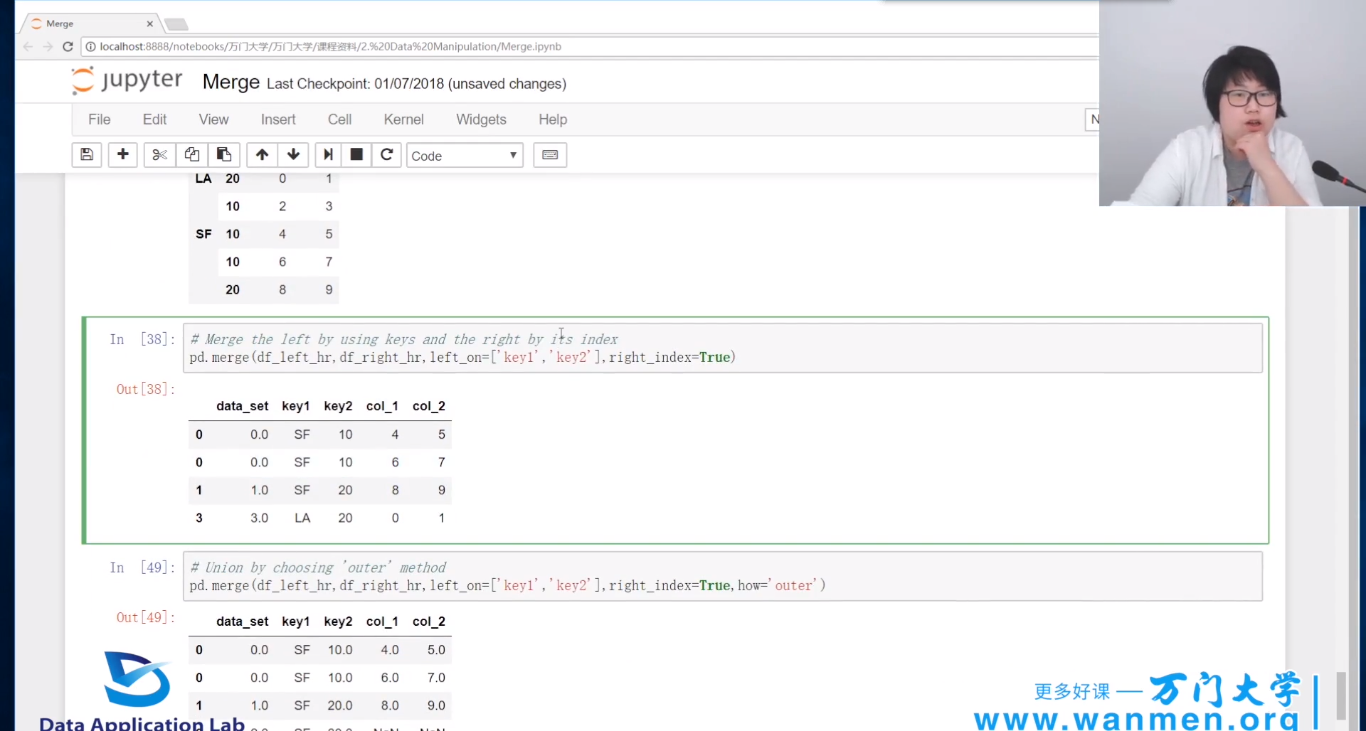 Merge
localhost:8888/notebooks/万门大学/万门大学/课程资料/2.%20Data%20Manipulation/Merge.ipynb
jupyter Merge Last Checkpoint: 01/07/2018 (unsaved changes)
File Edit View Insert Cell Kernel Widgets Help
N
Code
LA 20 0 1
10 2 3
SF 10 4 5
10 6 7
20 8 9
In [38]: # Merge the left by using keys and the right by its index
pd.merge(df_left_hr,df_right_hr,left_on=['key1','key2'],right_index=True)
Out[38]:
data_set key1 key2 col_1 col_2
0 0.0 SF 10 4 5
0 0.0 SF 10 6 7
1 1.0 SF 20 8 9
3 3.0 LA 20 0 1
In [49]: # Union by choosing 'outer' method
pd.merge(df_left_hr,df_right_hr,left_on=['key1','key2'],right_index=True,how='outer')
Out[49]:
data_set key1 key2 col_1 col_2
0 0.0 SF 10.0 4.0 5.0
0 0.0 SF 10.0 6.0 7.0
1 1.0 SF 20.0 8.0 9.0
Data Application Lab
更多好课 — 万门大学
www.wanmen.org